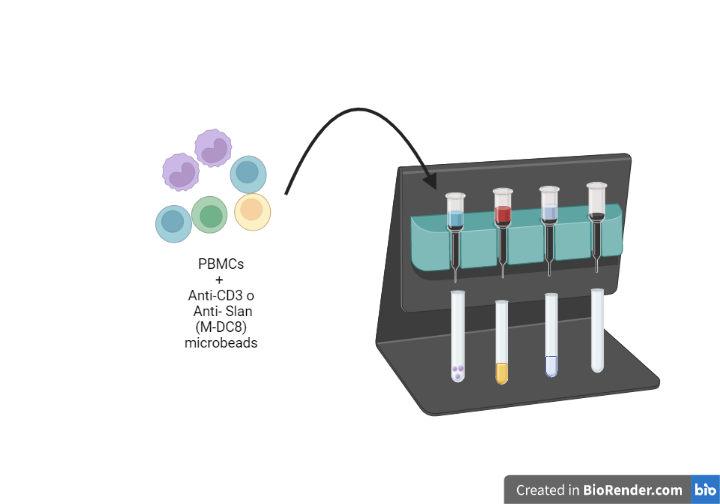 PBMCs
+
Anti-CD3 o
Anti- Slan
(M-DC8)
microbeads
Created in BioRender.com bio